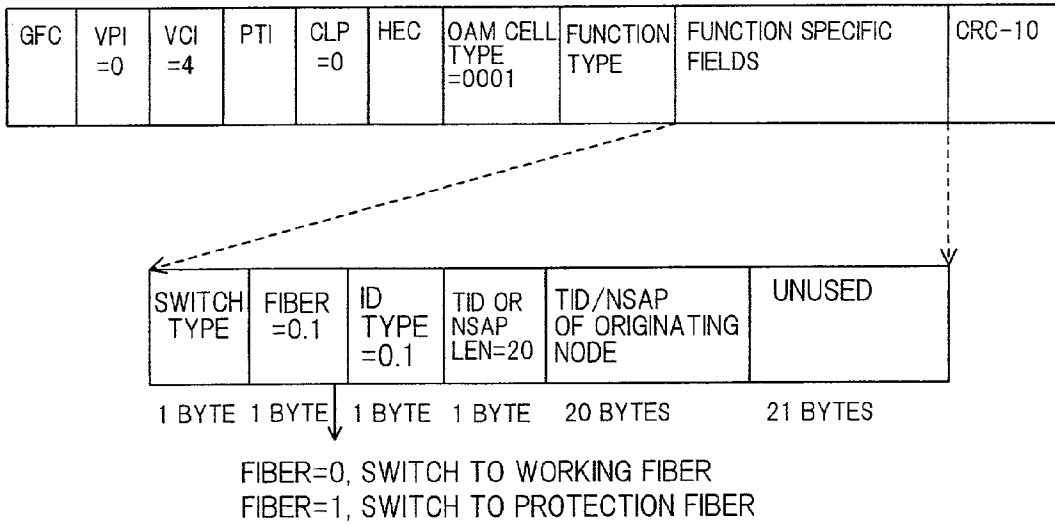 GFC
VPI
=0
VCI
=4
PTI
CLP
=0
HEC
OAM CELL
TYPE
=0001
FUNCTION
TYPE
FUNCTION SPECIFIC
FIELDS
CRC-10
SWITCH
TYPE
FIBER
=0.1
ID
TYPE
=0.1
TID OR
NSAP
LEN=20
TID/NSAP
OF ORIGINATING
NODE
UNUSED
1 BYTE 1 BYTE 1 BYTE 1 BYTE 20 BYTES 21 BYTES
FIBER=0, SWITCH TO WORKING FIBER
FIBER=1, SWITCH TO PROTECTION FIBER